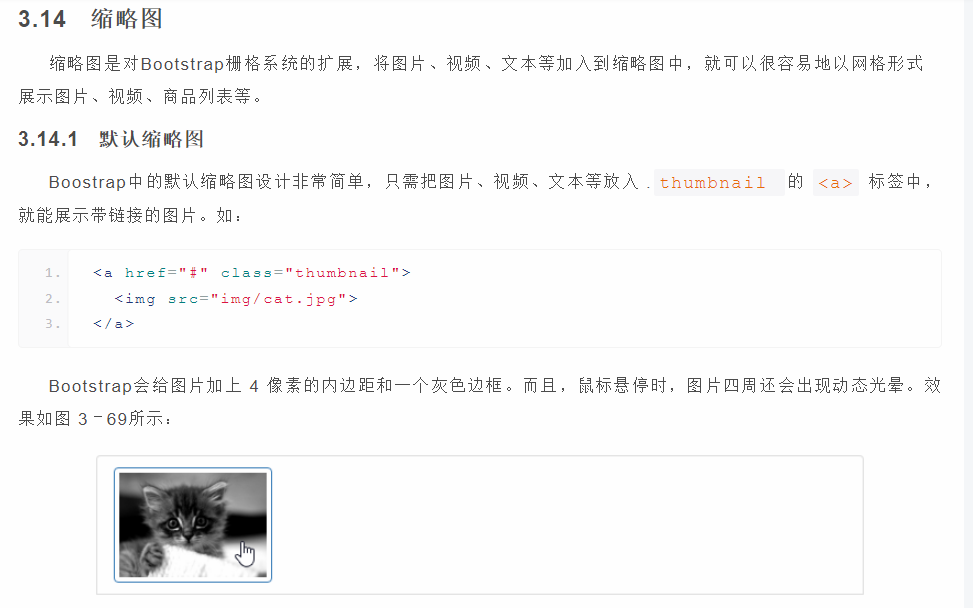 3.14 缩略图
缩略图是对Bootstrap栅格系统的扩展，将图片、视频、文本等加入到缩略图中，就可以很容易地以网格形式
展示图片、视频、商品列表等。
3.14.1 默认缩略图
Boostrap中的默认缩略图设计非常简单，只需把图片、视频、文本等放入 . thumbnail 的 <a> 标签中，
就能展示带链接的图片。如：
1. <a href="#" class="thumbnail">
2. <img src="img/cat.jpg">
3. </a>
Bootstrap会给图片加上 4 像素的内边距和一个灰色边框。而且，鼠标悬停时，图片四周还会出现动态光晕。效
果如图 3－69所示：